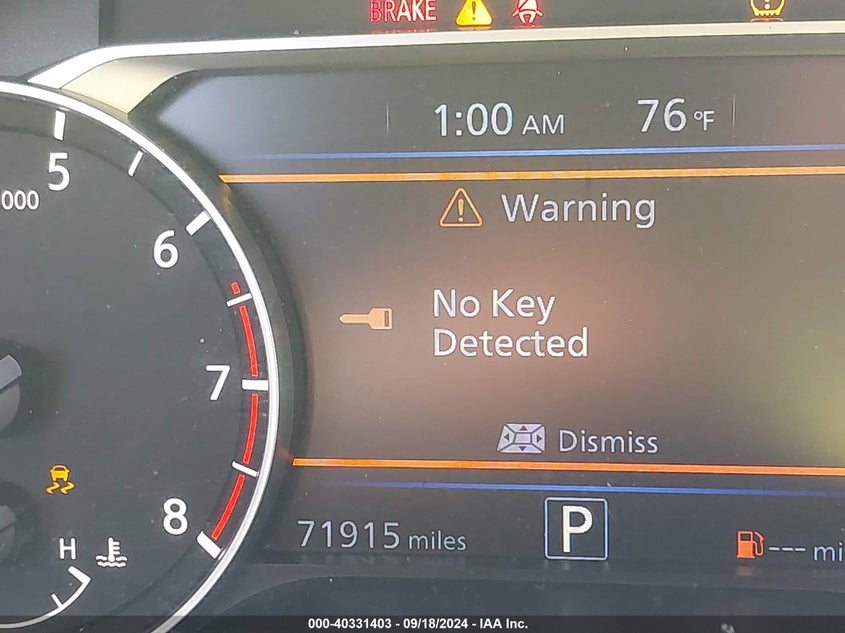 BRAKE
1:00 AM 76 °F
5
000
Warning
6
No Key
Detected
7
Dismiss
8
71915 miles P --- mi
H
000-40331403 - 09/18/2024 - IAA Inc.